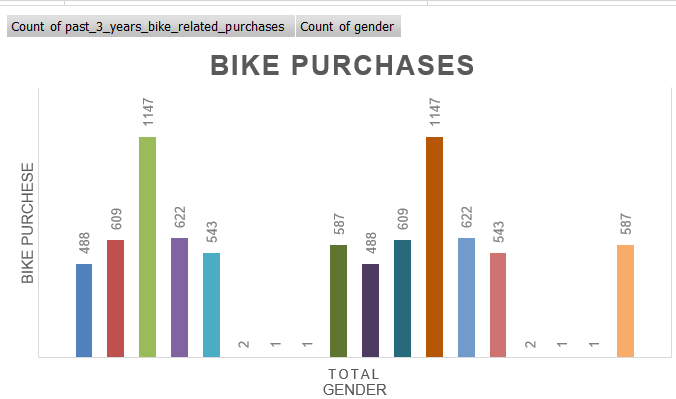 Count of past_3_years_bike_related_purchases Count of gender
BIKE PURCHASES
BIKE PURCHESE
488 609 1147 622 543 2 1 1 587 488 609 1147 622 543 2 1 1 587
TOTAL
GENDER